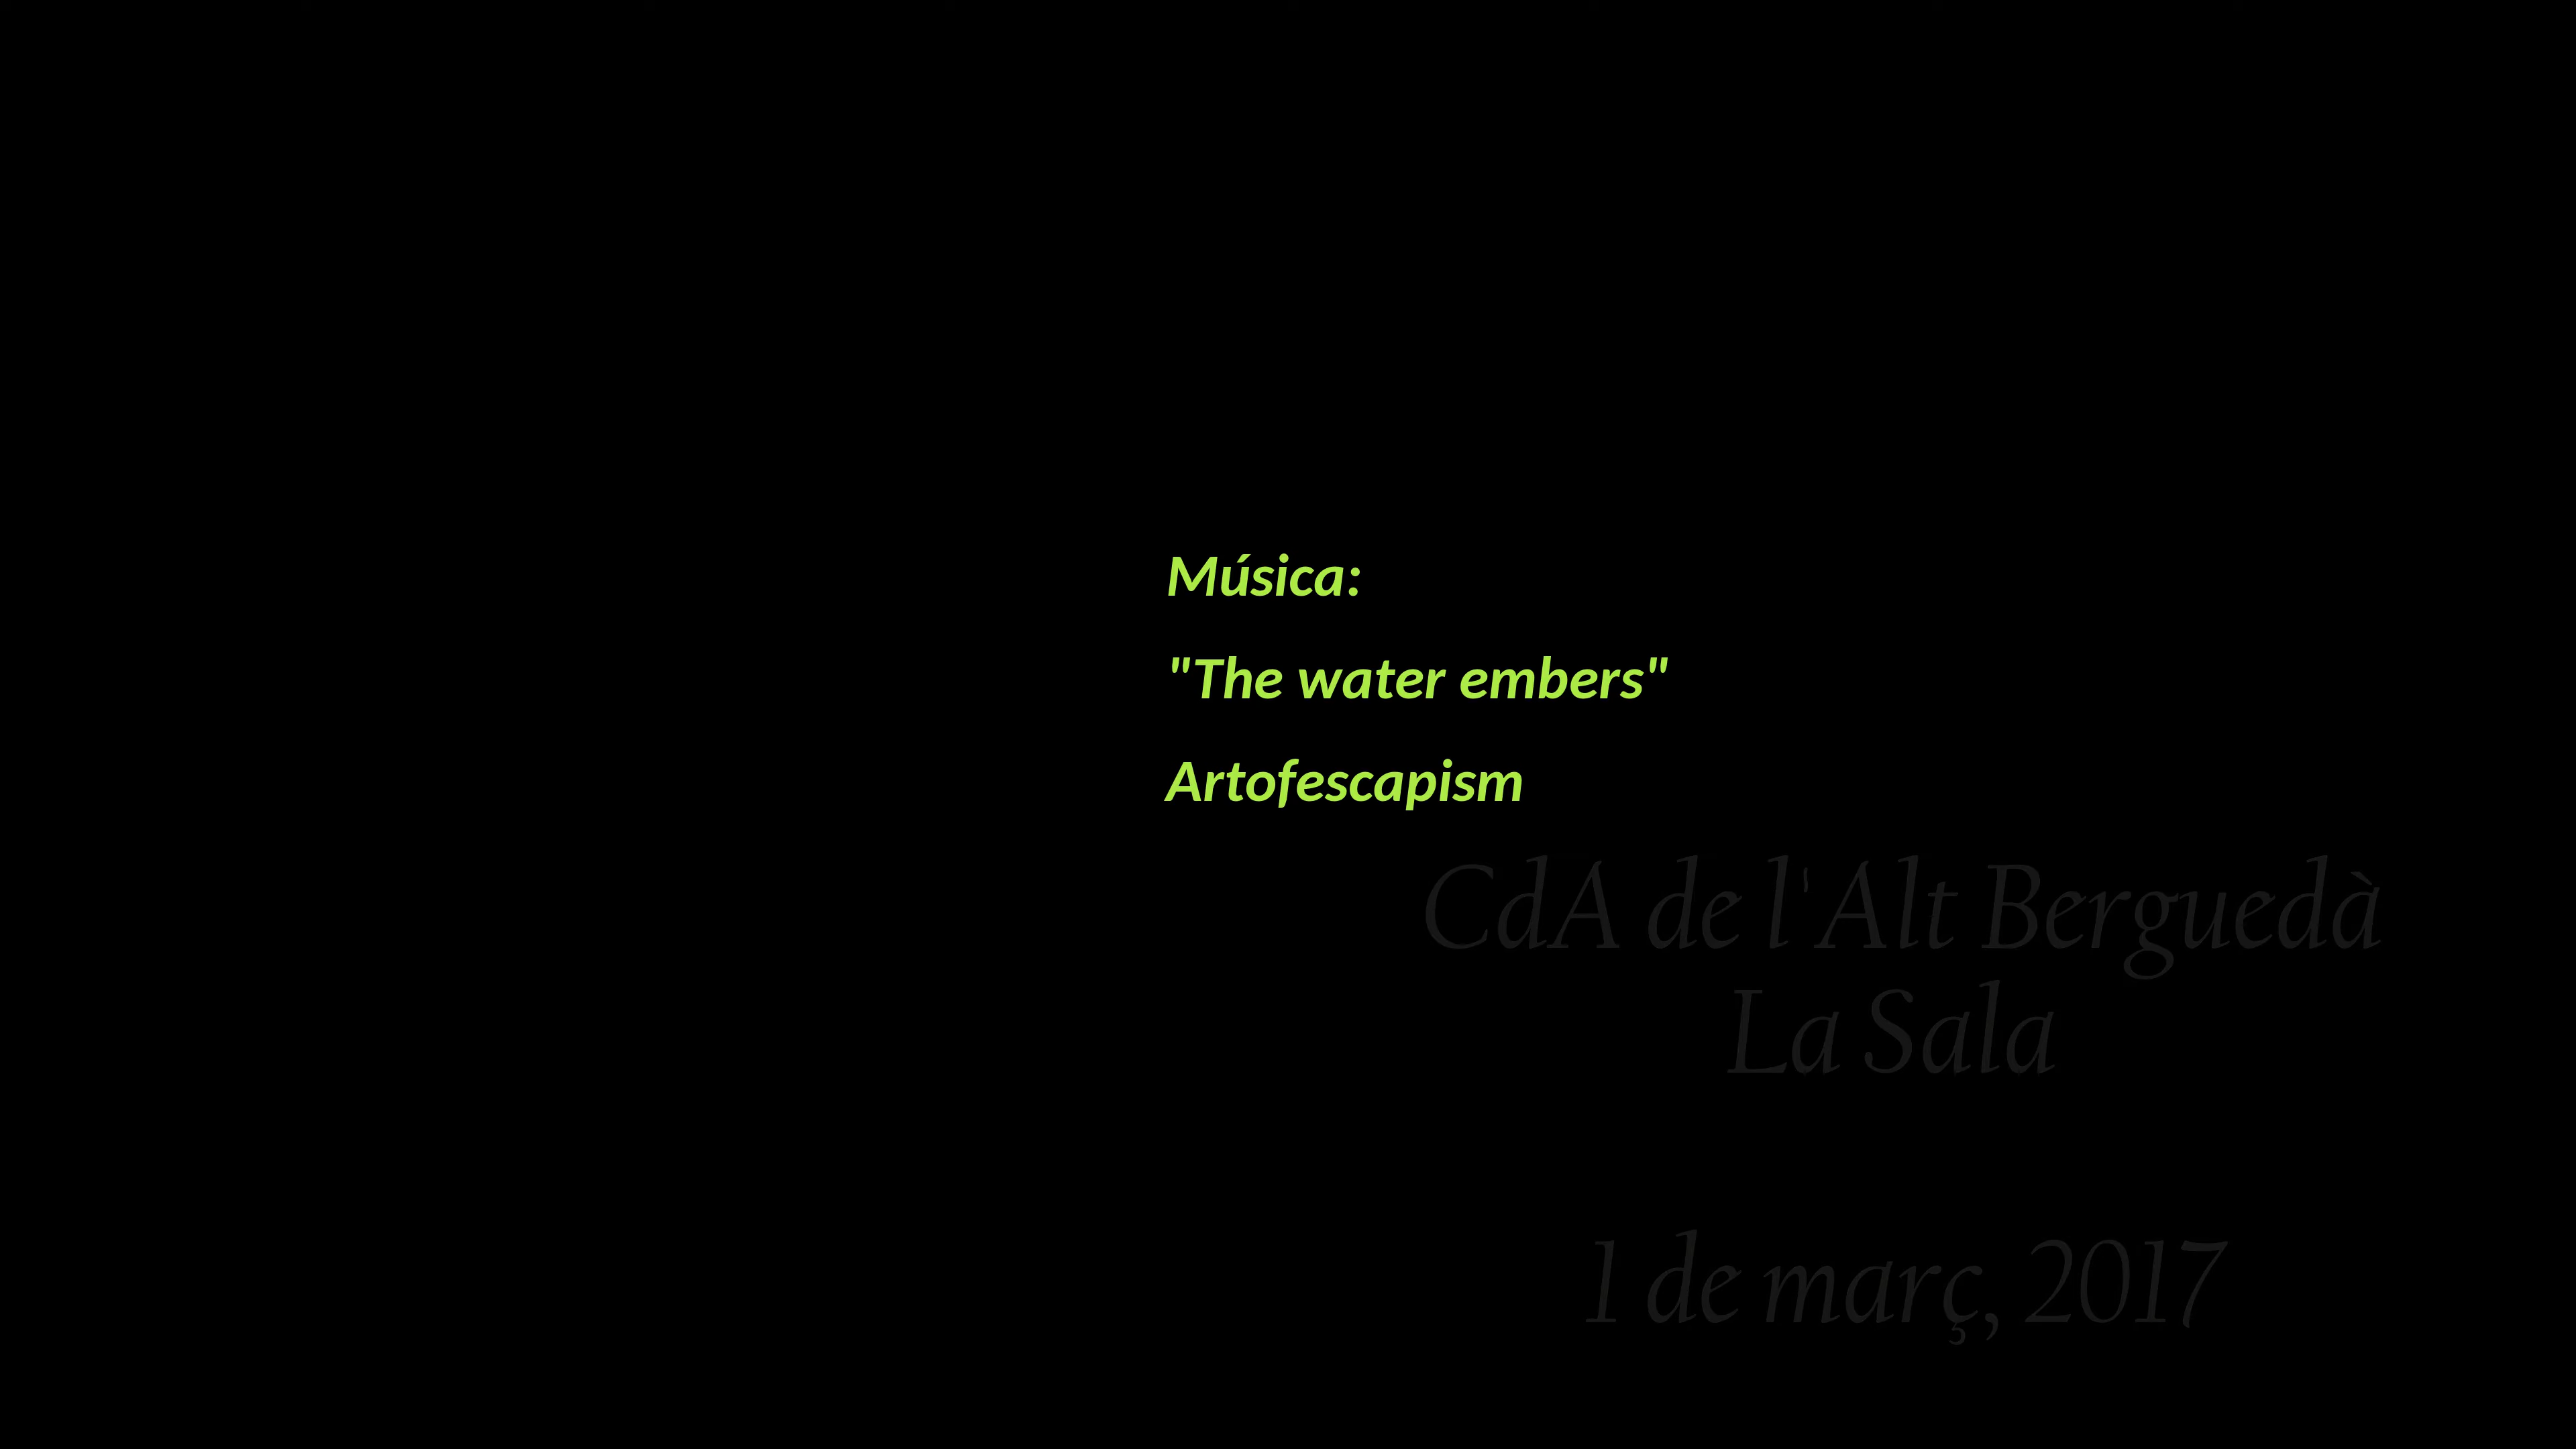 Música:
"The water embers"
Artofescapism
CdA de l'Alt Berguedà
La Sala
1 de març, 2017